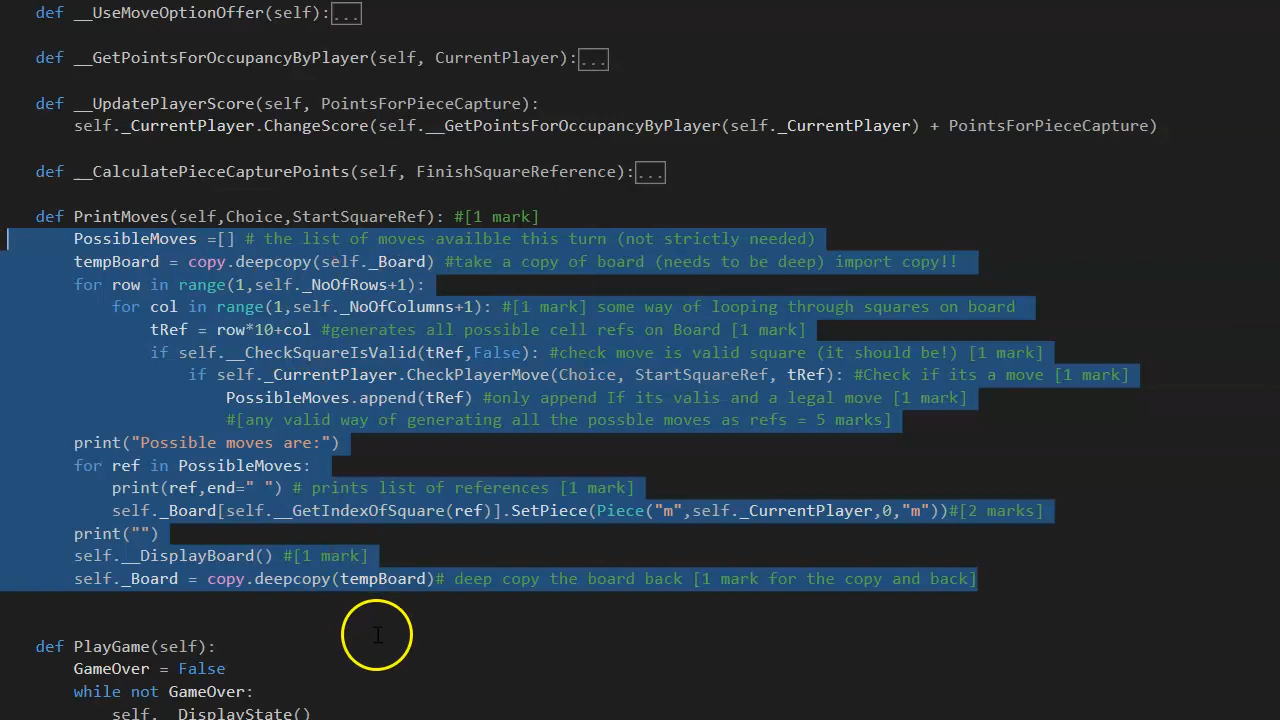 def __UseMoveOptionOffer(self):...
def __GetPointsForOccupancyByPlayer(self, CurrentPlayer):...
def __UpdatePlayerScore(self, PointsForPieceCapture):
self._CurrentPlayer.ChangeScore(self.__GetPointsForOccupancyByPlayer(self._CurrentPlayer) + PointsForPieceCapture)
def __CalculatePieceCapturePoints(self, FinishSquareReference):...
def PrintMoves(self,Choice,StartSquareRef): #[1 mark]
PossibleMoves =[] # the list of moves availble this turn (not strictly needed)
tempBoard = copy.deepcopy(self._Board) #take a copy of board (needs to be deep) import copy!!
for row in range(1,self._NoOfRows+1):
for col in range(1,self._NoOfColumns+1): #[1 mark] some way of looping through squares on board
tRef = row*10+col #generates all possible cell refs on Board [1 mark]
if self.__CheckSquareIsValid(tRef,False): #check move is valid square (it should be!) [1 mark]
if self._CurrentPlayer.CheckPlayerMove(Choice, StartSquareRef, tRef): #Check if its a move [1 mark]
PossibleMoves.append(tRef) #only append If its valis and a legal move [1 mark]
#[any valid way of generating all the possble moves as refs = 5 marks]
print("Possible moves are:")
for ref in PossibleMoves:
print(ref,end=" ") # prints list of references [1 mark]
self._Board[self.__GetIndexOfSquare(ref)].SetPiece(Piece("m",self._CurrentPlayer,0,"m"))#[2 marks]
print("")
self.__DisplayBoard() #[1 mark]
self._Board = copy.deepcopy(tempBoard)# deep copy the board back [1 mark for the copy and back]
def PlayGame(self):
GameOver = False
while not GameOver:
self.__DisplayState()